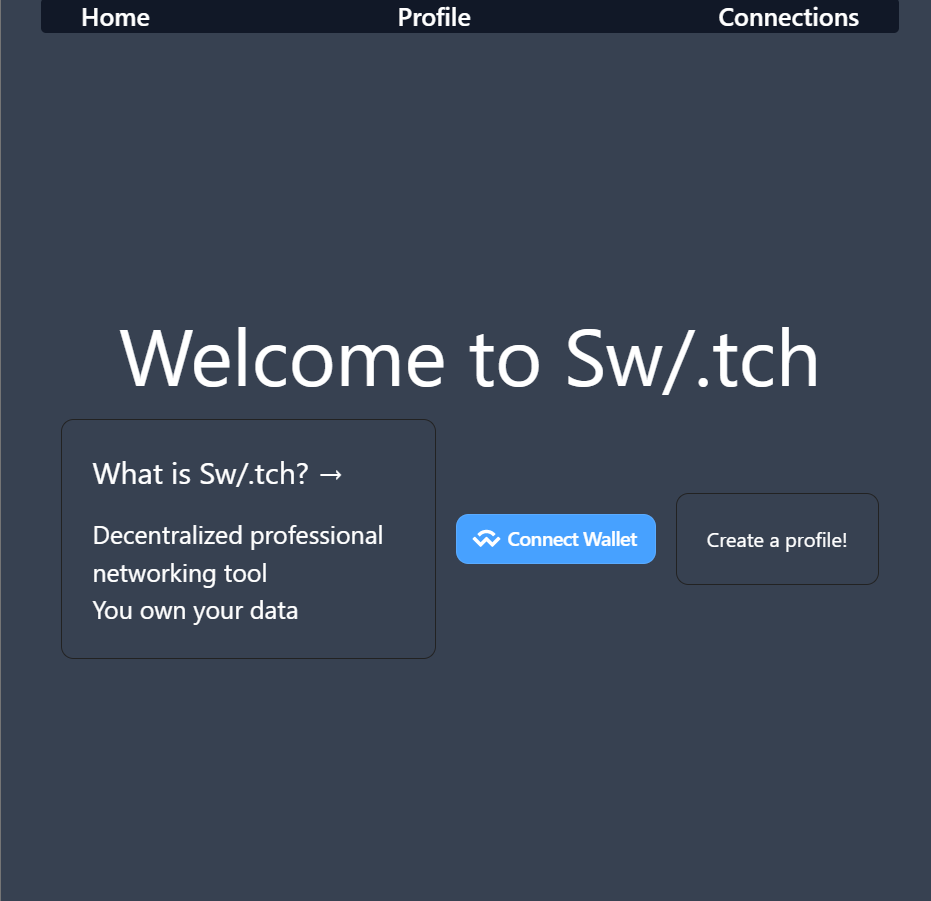 Home Profile Connections
Welcome to Sw/.tch
What is Sw/.tch? →
Decentralized professional
networking tool
You own your data
Connect Wallet
Create a profile!